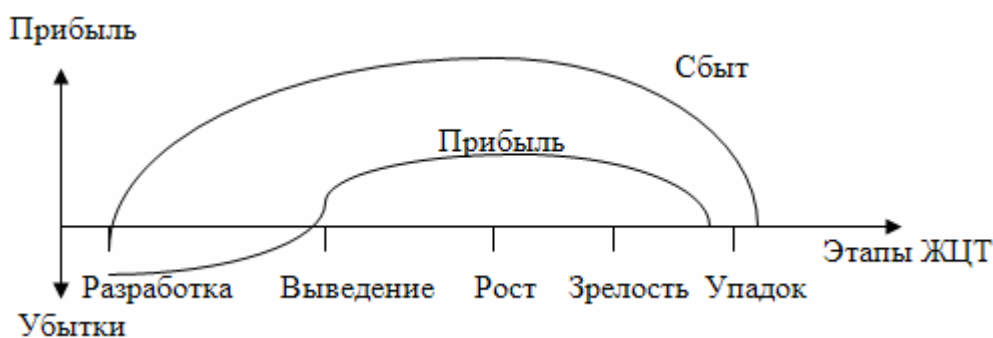 Прибыль
Сбыт
Прибыль
Этапы ЖЦТ
Разработка Выведение Рост Зрелость Упадок
Убытки